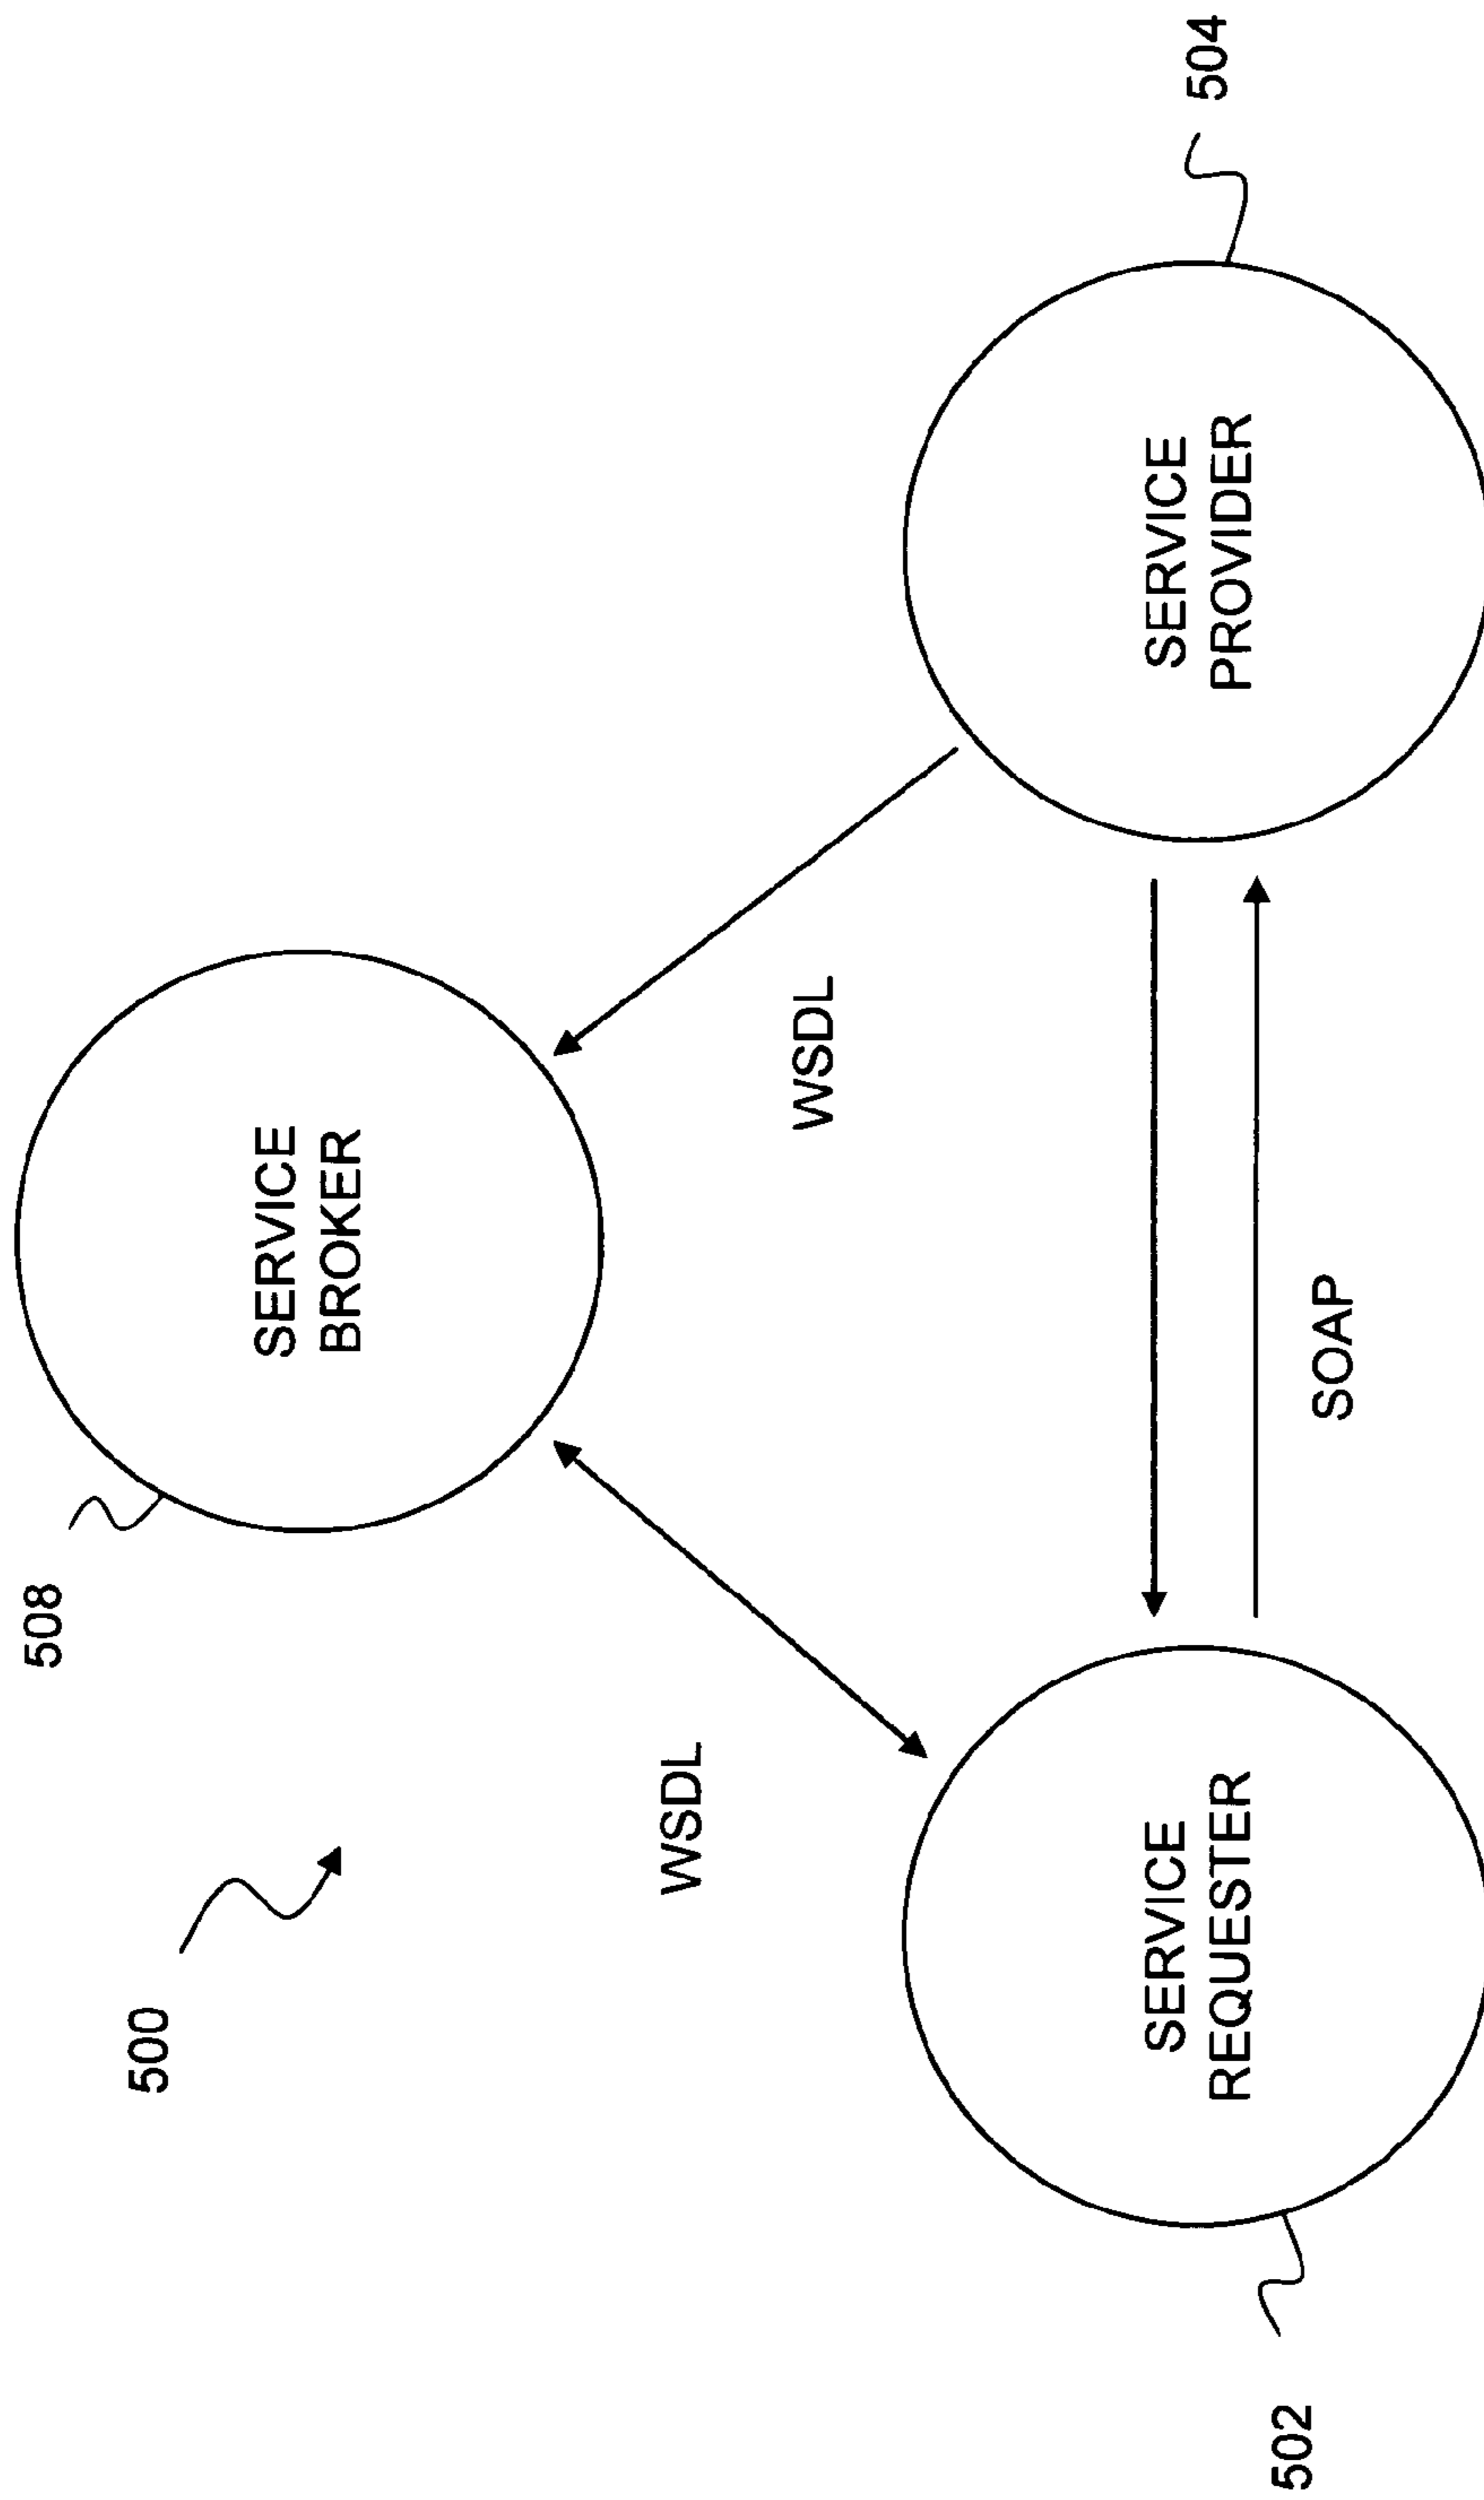 508
SERVICE
BROKER
500
WSDL
WSDL
504
SERVICE
REQUESTER
SERVICE
PROVIDER
SOAP
502